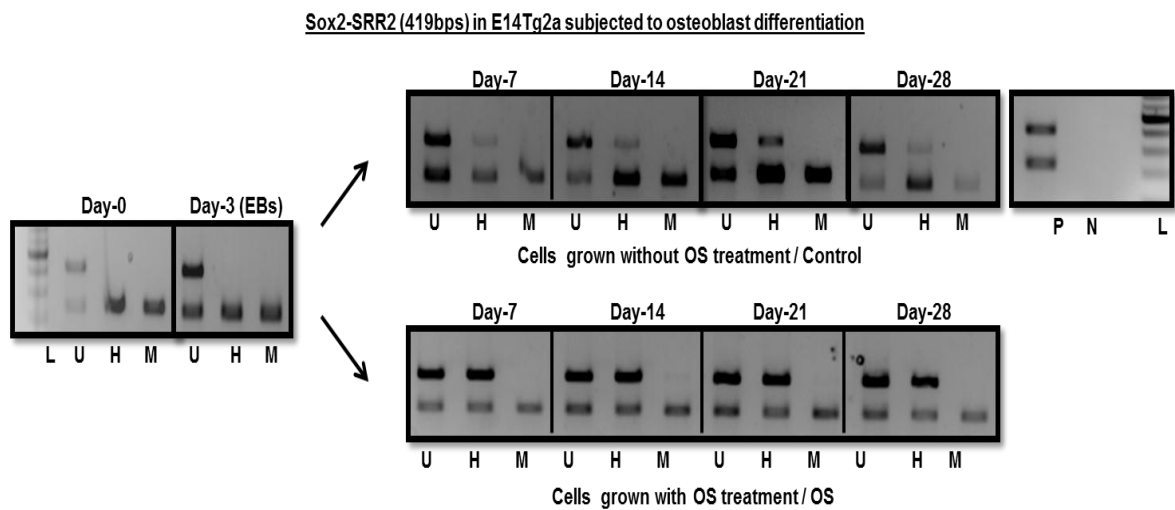 Sox2-SRR2 (419bps) in E14Tg2a subjected to osteoblast differentiation
Day-7 Day-14 Day-21 Day-28
U H M U H M U H M U H M P N L
Cells grown without OS treatment / Control
Day-0 Day-3 (EBs)
L U H M U H M
Day-7 Day-14 Day-21 Day-28
U H M U H M U H M U H M
Cells grown with OS treatment / OS